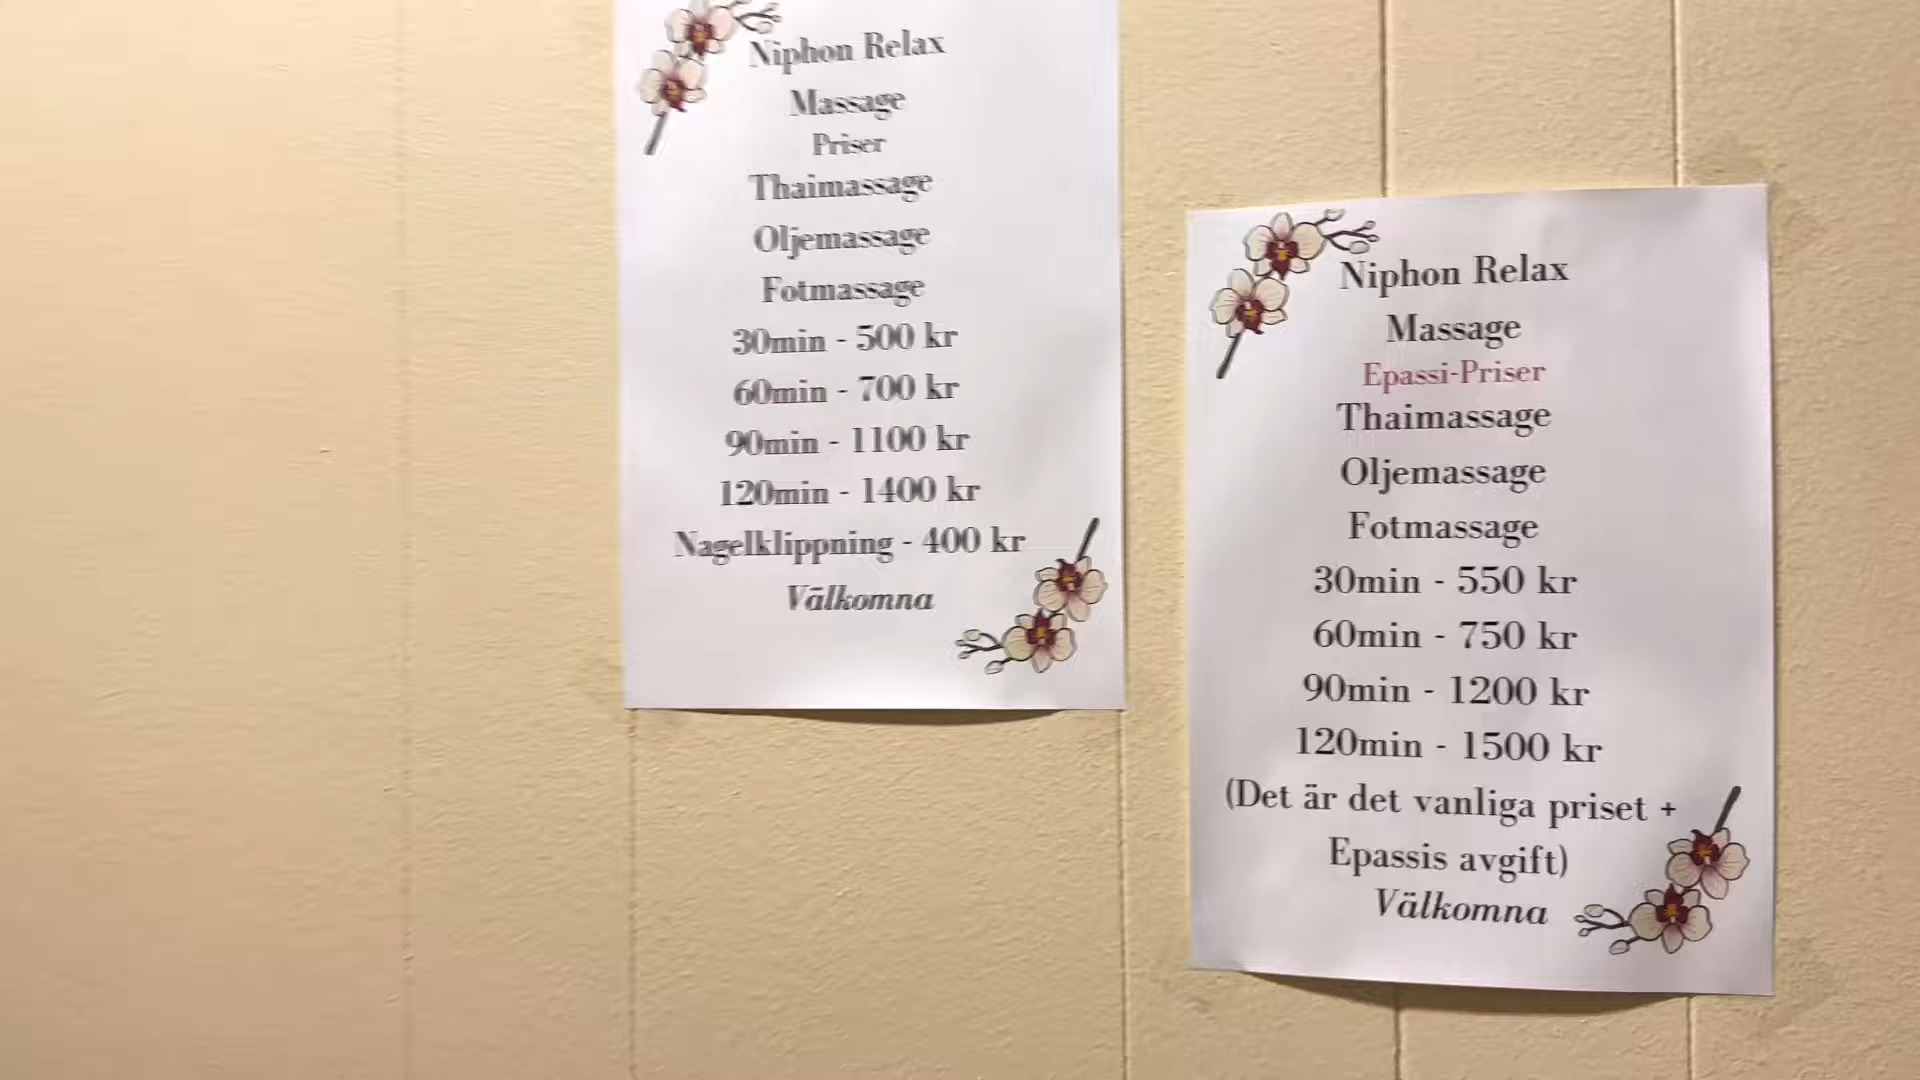 Niphon Relax
Massage
Priser
Thaimassage
Oljemassage
Fotmassage
30min - 500 kr
60min - 700 kr
90min - 1100 kr
120min - 1400 kr
Nagelklippning - 400 kr
Välkomna
Niphon Relax
Massage
Epassi-Priser
Thaimassage
Oljemassage
Fotmassage
30min - 550 kr
60min - 750 kr
90min - 1200 kr
120min - 1500 kr
(Det är det vanliga priset +
Epassis avgift)
Välkomna